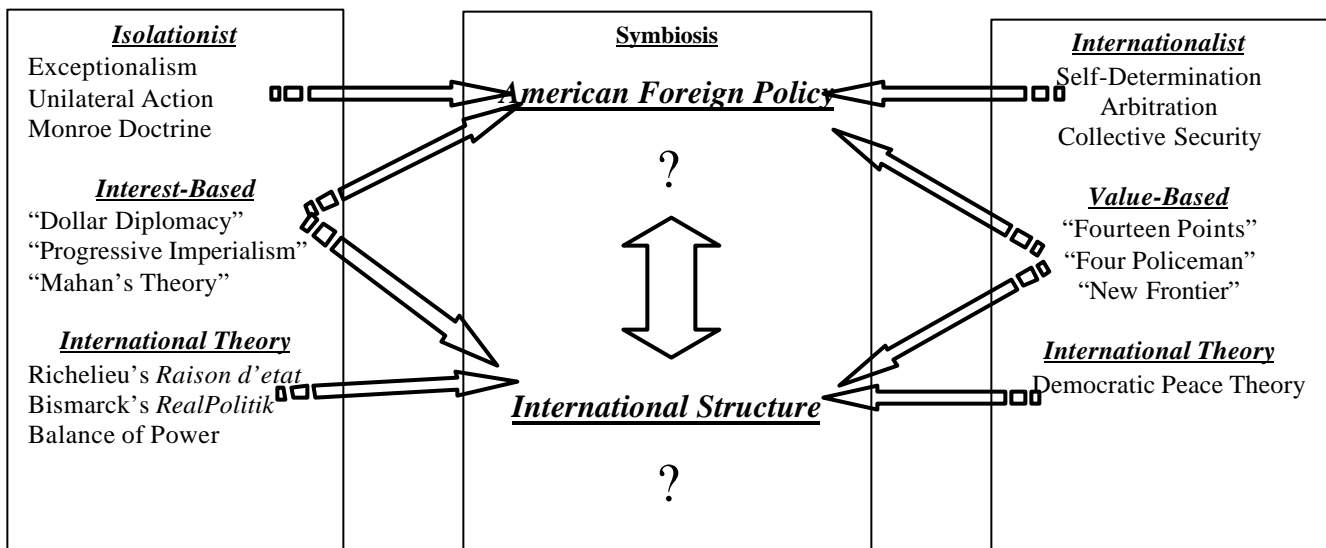 Isolationist
Exceptionalism
Unilateral Action
Monroe Doctrine
Interest-Based
“Dollar Diplomacy”
“Progressive Imperialism”
“Mahan’s Theory”
International Theory
Richelieu’s Raison d’etat
Bismarck’s RealPolitik
Balance of Power
Symbiosis
American Foreign Policy
?
International Structure
?
Internationalist
Self-Determination
Arbitration
Collective Security
Value-Based
“Fourteen Points”
“Four Policeman”
“New Frontier”
International Theory
Democratic Peace Theory